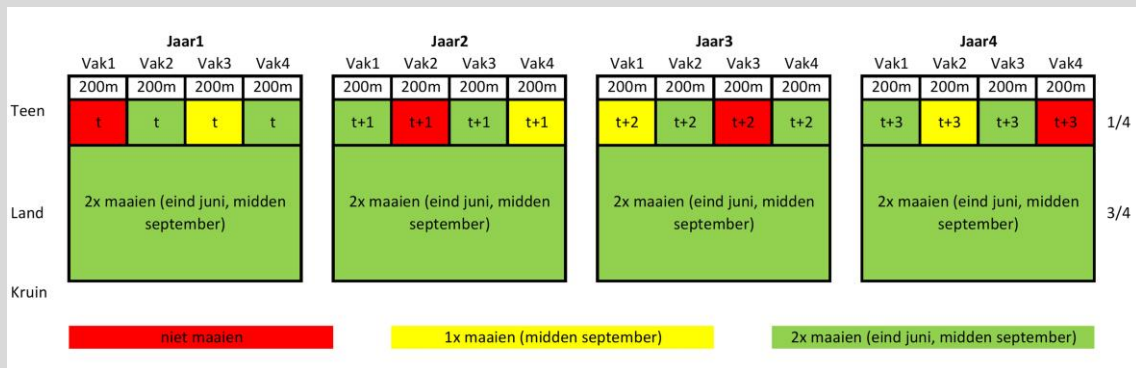 Jaar1 Jaar2 Jaar3 Jaar4
Vak1 Vak2 Vak3 Vak4 Vak1 Vak2 Vak3 Vak4 Vak1 Vak2 Vak3 Vak4 Vak1 Vak2 Vak3 Vak4
200m 200m 200m 200m 200m 200m 200m 200m 200m 200m 200m 200m 200m 200m 200m 200m
Teen t t t t t+1 t+1 t+1 t+1 t+2 t+2 t+2 t+2 t+3 t+3 t+3 t+3 1/4
2x maaien (eind juni, midden 2x maaien (eind juni, midden 2x maaien (eind juni, midden 2x maaien (eind juni, midden
Land september) september) september) september) 3/4
Kruin
niet maaien 1x maaien (midden september) 2x maaien (eind juni, midden september)